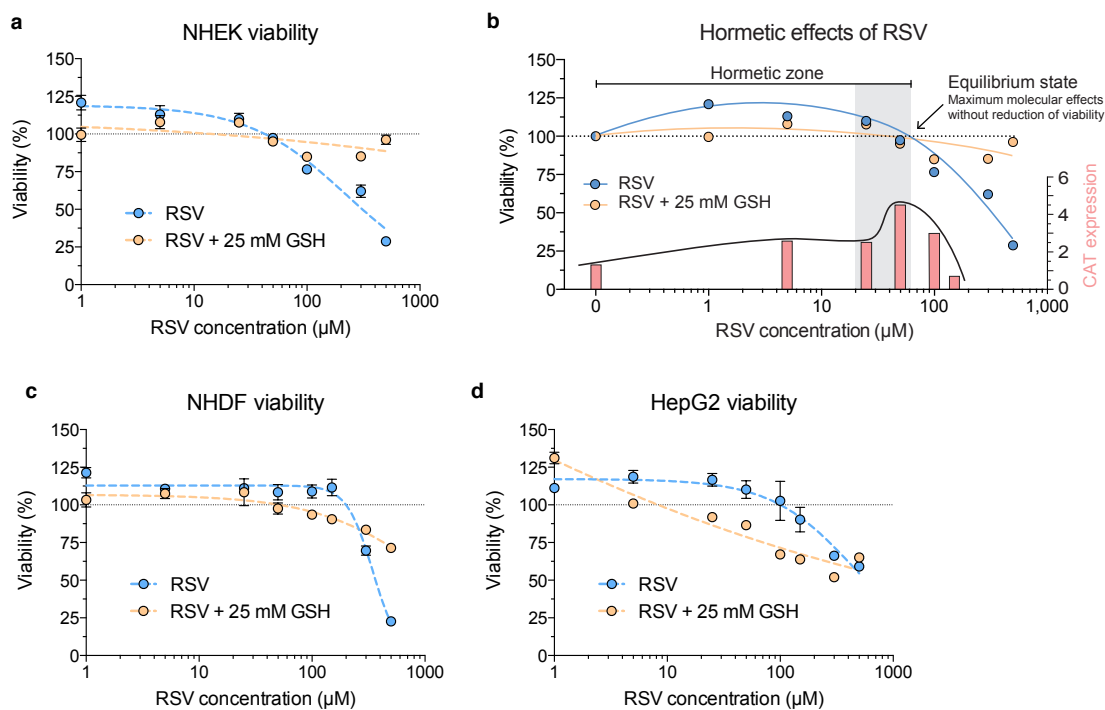 a
NHEK viability
150
125
100
75
50
25
0
Viability (%)
RSV
RSV + 25 mM GSH
1
10
100
1000
RSV concentration (µM)
b
Hormetic effects of RSV
150
125
100
75
50
25
0
Viability (%)
Hormetic zone
Equilibrium state
Maximum molecular effects
without reduction of viability
RSV
RSV + 25 mM GSH
6
4
2
0
CAT expression
0
1
10
100
1,000
RSV concentration (µM)
c
NHDF viability
150
125
100
75
50
25
0
Viability (%)
RSV
RSV + 25 mM GSH
1
10
100
1000
RSV concentration (µM)
d
HepG2 viability
150
125
100
75
50
25
0
Viability (%)
RSV
RSV + 25 mM GSH
1
10
100
1000
RSV concentration (µM)